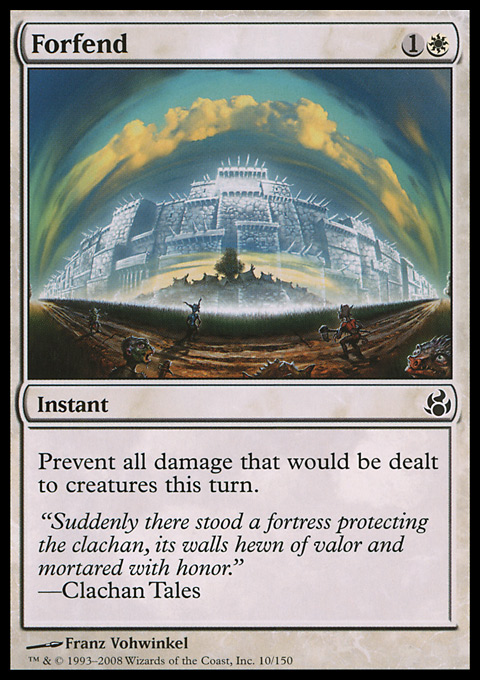 Forfend 1
Instant
Prevent all damage that would be dealt
to creatures this turn.
“Suddenly there stood a fortress protecting
the clachan, its walls hewn of valor and
mortared with honor.”
—Clachan Tales
Franz Vohwinkel
™ & © 1993–2008 Wizards of the Coast, Inc. 10/150